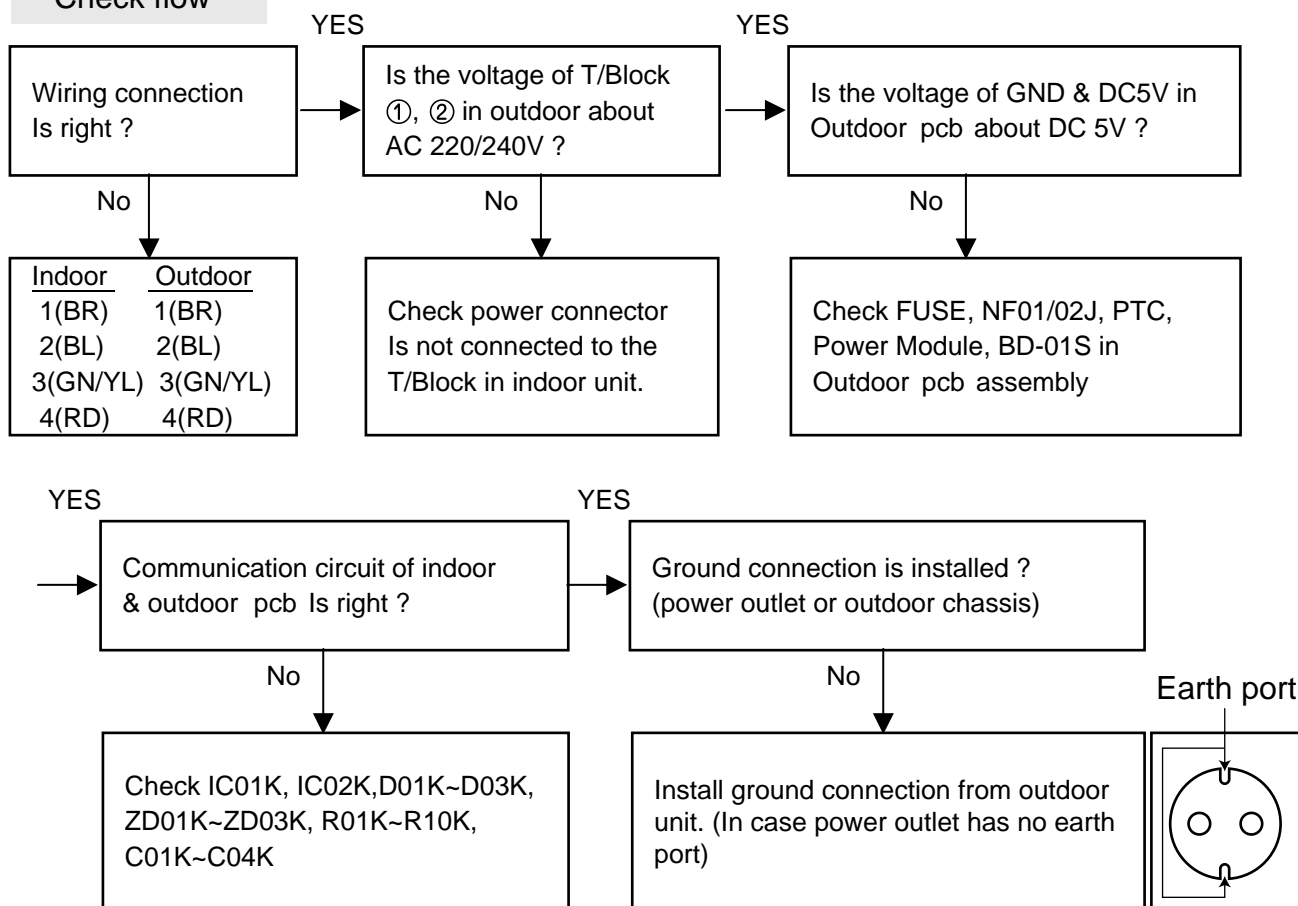 Check flow
YES
YES
Wiring connection
Is right ?
Is the voltage of T/Block
①, ② in outdoor about
AC 220/240V ?
Is the voltage of GND & DC5V in
Outdoor pcb about DC 5V ?
No
No
No
Indoor Outdoor
1(BR) 1(BR)
2(BL) 2(BL)
3(GN/YL) 3(GN/YL)
4(RD) 4(RD)
Check power connector
Is not connected to the
T/Block in indoor unit.
Check FUSE, NF01/02J, PTC,
Power Module, BD-01S in
Outdoor pcb assembly
YES
YES
Communication circuit of indoor
& outdoor pcb Is right ?
Ground connection is installed ?
(power outlet or outdoor chassis)
No
No
Earth port
Check IC01K, IC02K,D01K~D03K,
ZD01K~ZD03K, R01K~R10K,
C01K~C04K
Install ground connection from outdoor
unit. (In case power outlet has no earth
port)